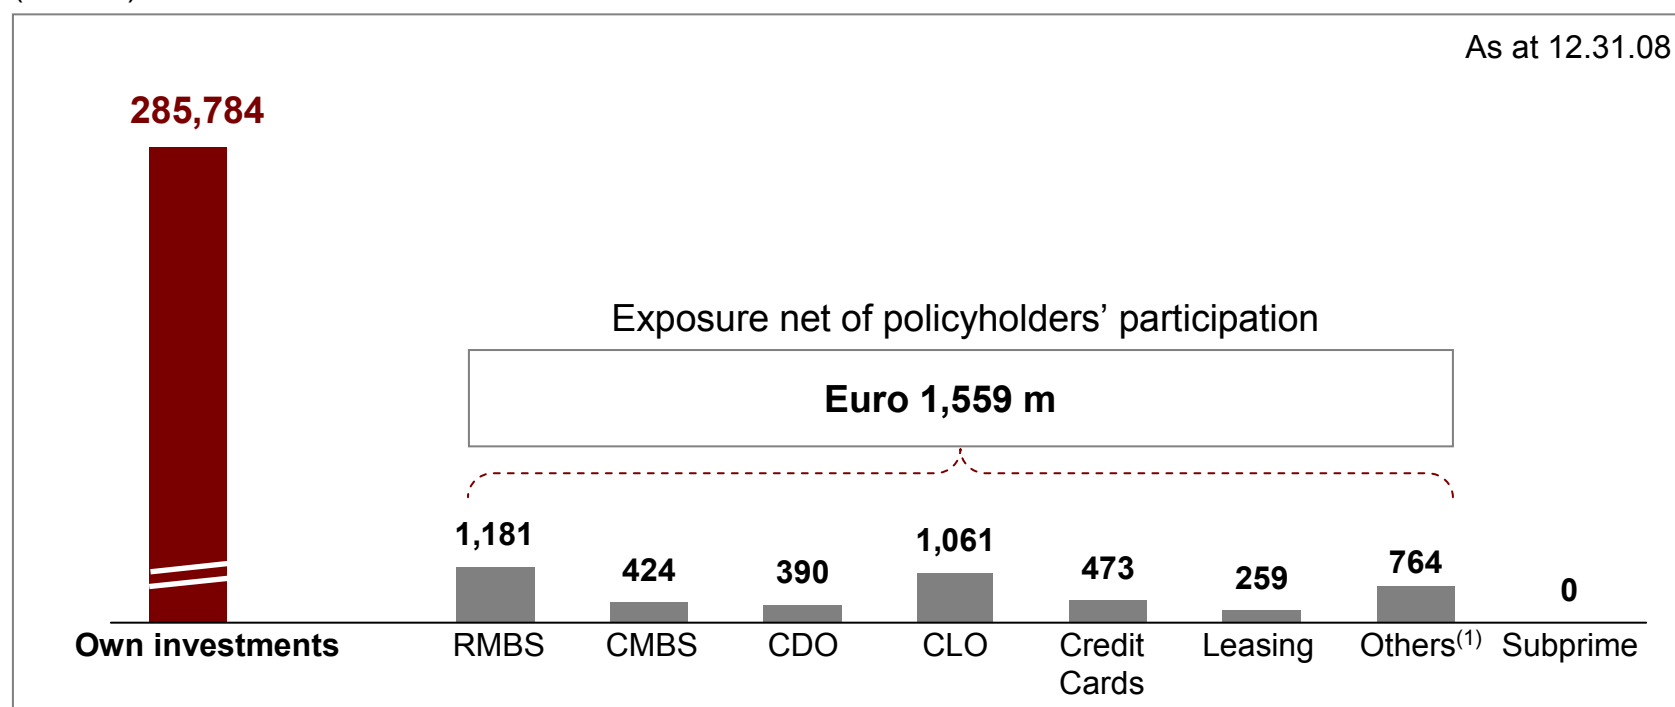 As at 12.31.08
285,784
Exposure net of policyholders’ participation
Euro 1,559 m
1,181
424
390
1,061
473
259
764
0
Own investments
RMBS
CMBS
CDO
CLO
Credit
Cards
Leasing
Others(1)
Subprime